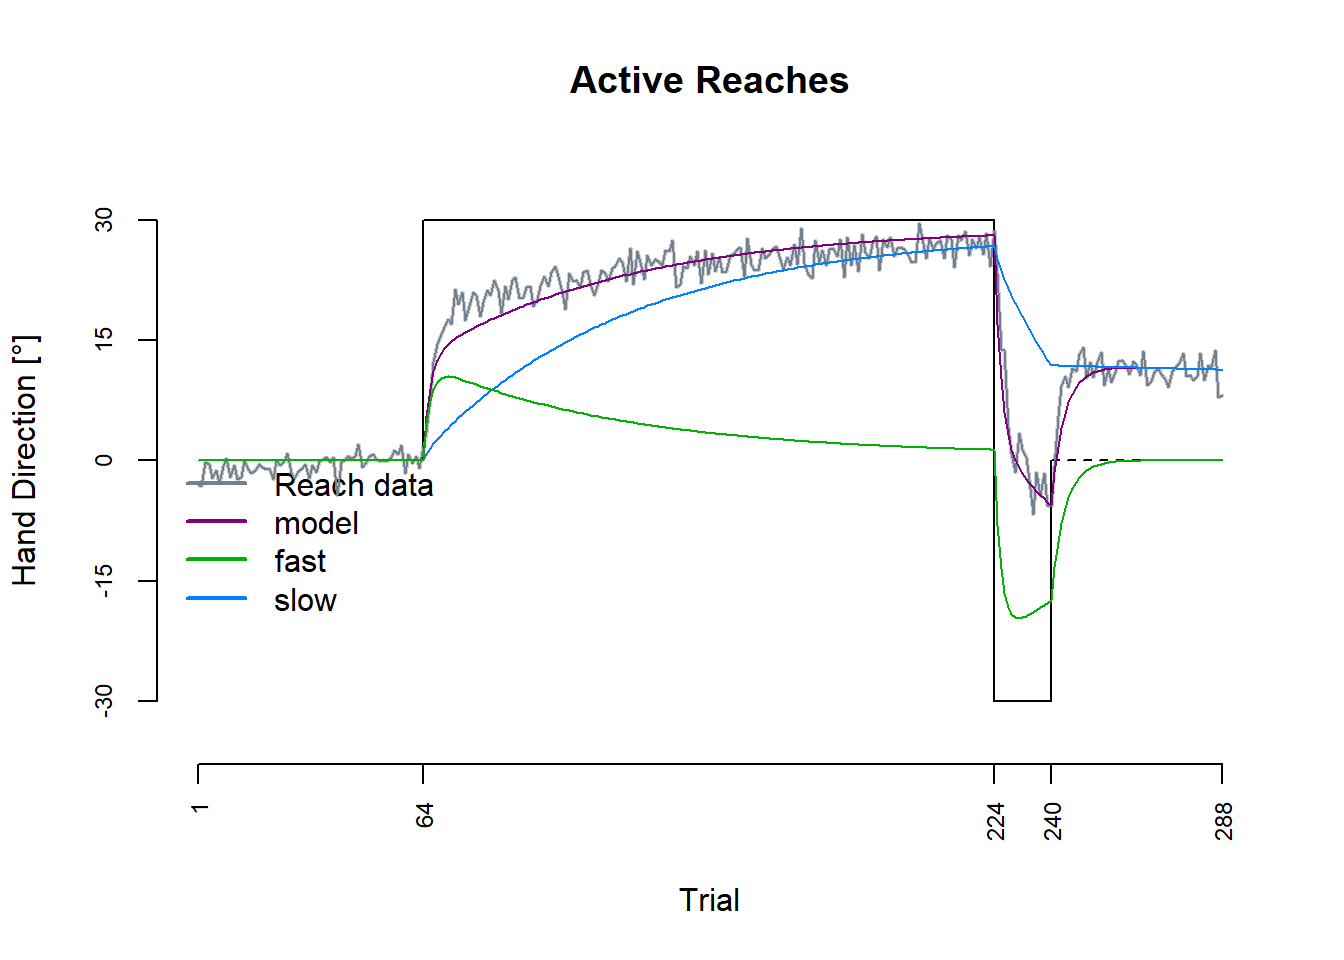 Active Reaches
Hand Direction [°]
30
15
0
-15
-30
Reach data
model
fast
slow
1
64
224
240
288
Trial